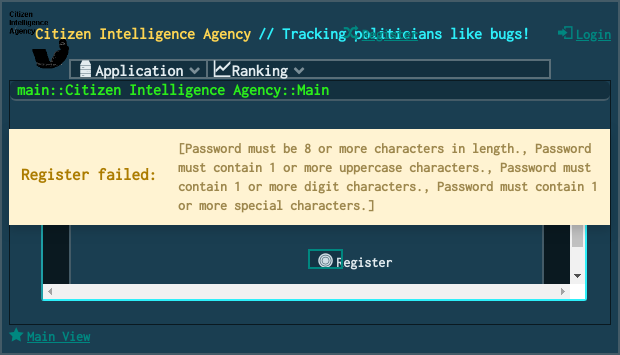 Citizen
Intelligence
Agency
Citizen Intelligence Agency // Tracking politicians like bugs!
Register
Login
Application
Ranking
main::Citizen Intelligence Agency::Main
Register failed:
[Password must be 8 or more characters in length., Password
must contain 1 or more uppercase characters., Password must
contain 1 or more digit characters., Password must contain 1
or more special characters.]
Register
Main View